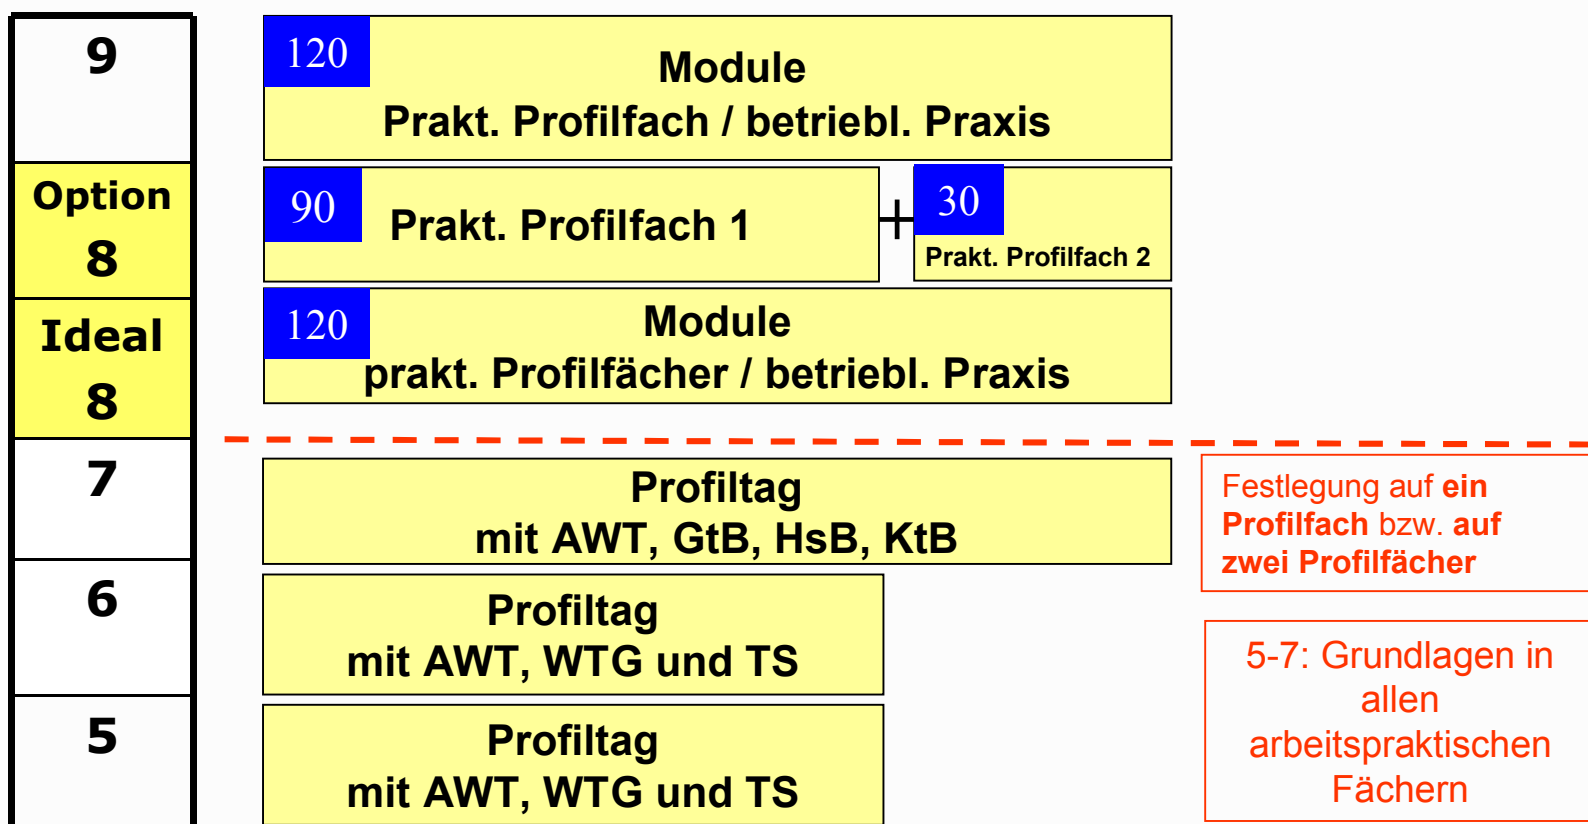 9
120
Module
Prakt. Profilfach / betriebl. Praxis
Option
8
90
Prakt. Profilfach 1
+
30
Prakt. Profilfach 2
Ideal
8
120
Module
prakt. Profilfächer / betriebl. Praxis
7
Profiltag
mit AWT, GtB, HsB, KtB
Festlegung auf ein
Profilfach bzw. auf
zwei Profilfächer
6
Profiltag
mit AWT, WTG und TS
5-7: Grundlagen in
allen
arbeitspraktischen
Fächern
5
Profiltag
mit AWT, WTG und TS